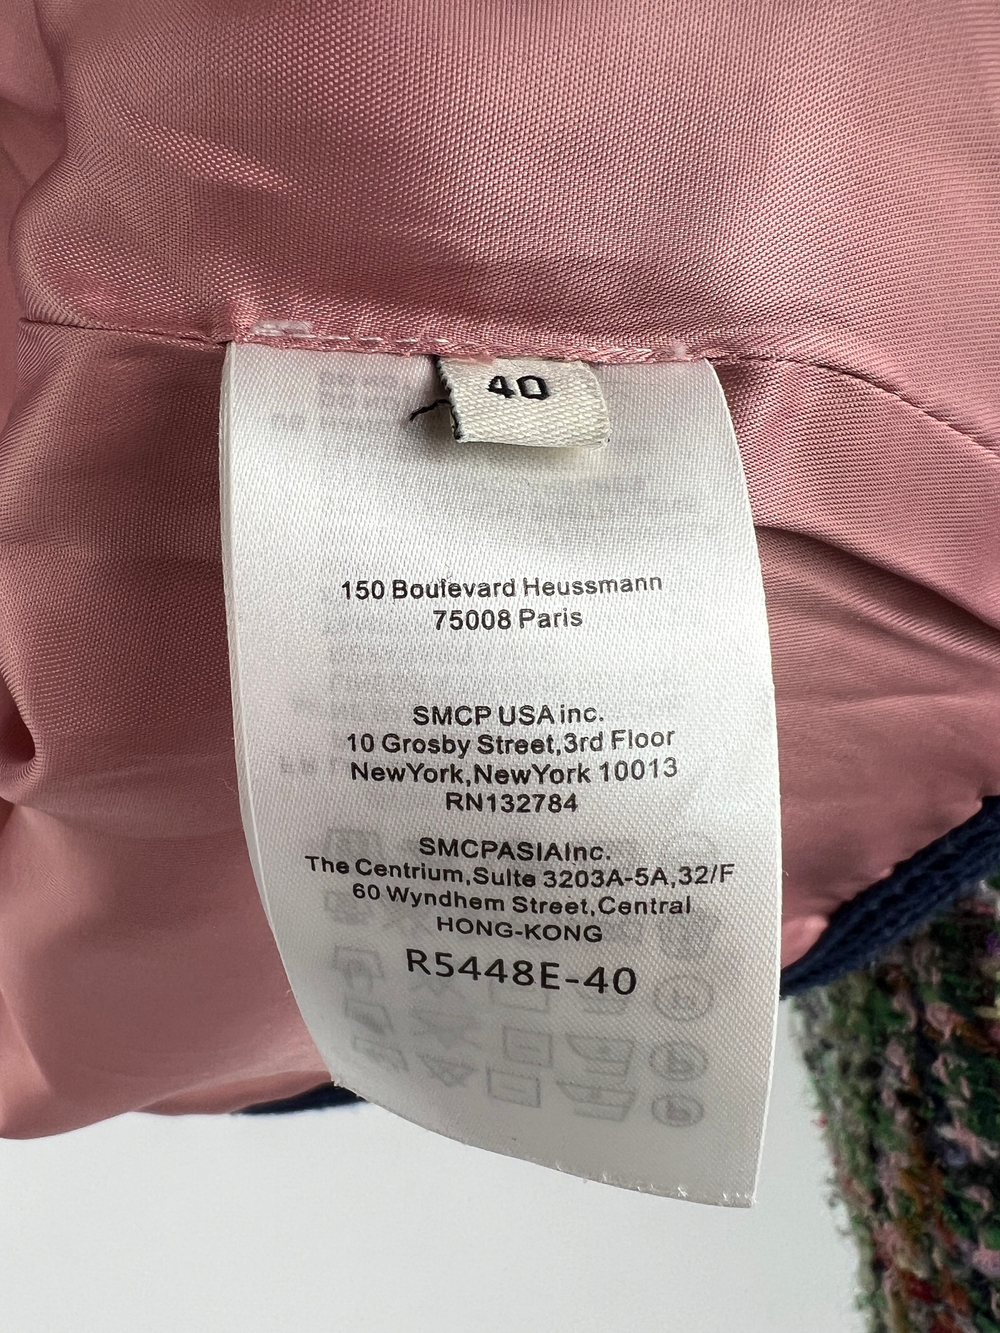 40
150 Boulevard Heussmann
75008 Paris
SMCP USA inc.
10 Grosby Street,3rd Floor
NewYork,NewYork 10013
RN132784
SMCPASIAInc.
The Centrium,Sulte 3203A-5A,32/F
60 Wyndhem Street,Central
HONG-KONG
R5448E-40